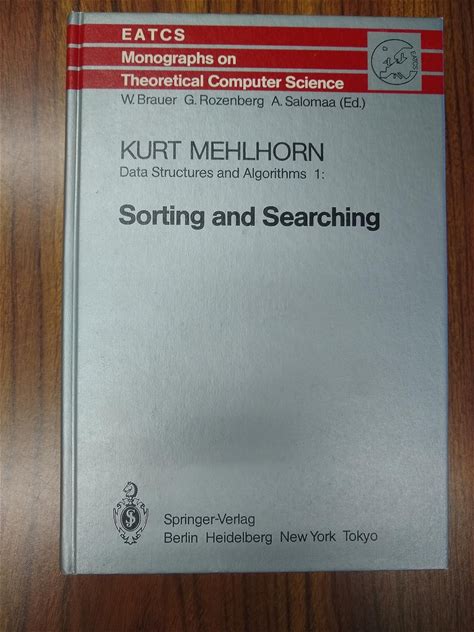 EATCS
Monographs on
Theoretical Computer Science
W. Brauer G. Rozenberg A. Salomaa (Ed.)
EATCS
KURT MEHLHORN
Data Structures and Algorithms 1:
Sorting and Searching
Springer-Verlag
Berlin Heidelberg New York Tokyo